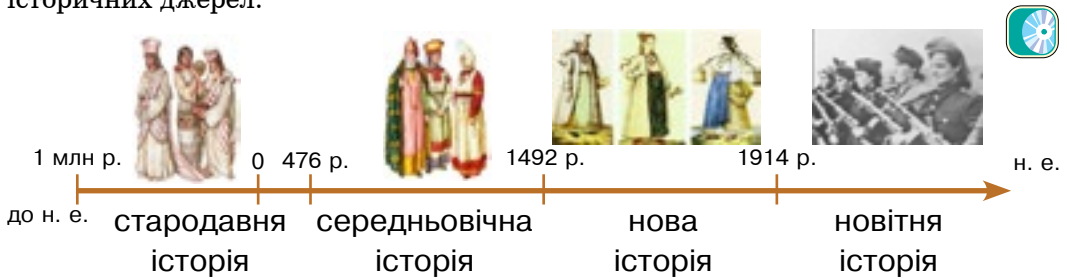 історичних джерел.
1 млн р. 0 476 р. 1492 р. 1914 р. н. е.
до н. е. стародавня середньовічна нова новітня
історія історія історія історія